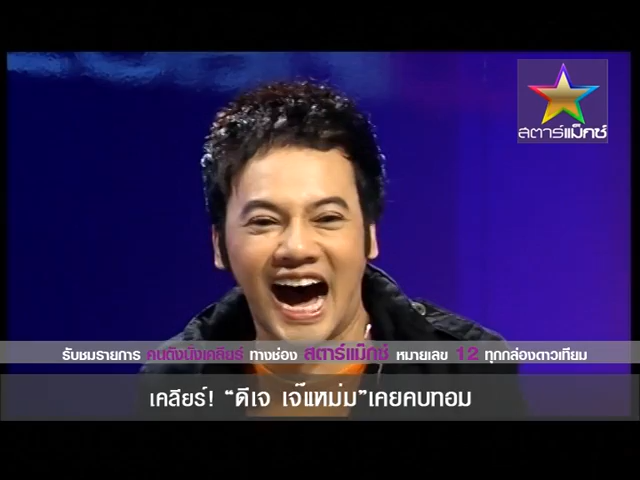 สตาร์แม็กซ์
รับชมรายการ คนดังนั่งเคลียร์ ทางช่อง สตาร์แม็กซ์ หมายเลข 12 ทุกกล่องดาวเทียม
เคลียร์! “ดีเจ เจ๊แหม่ม”เคยคบทอม